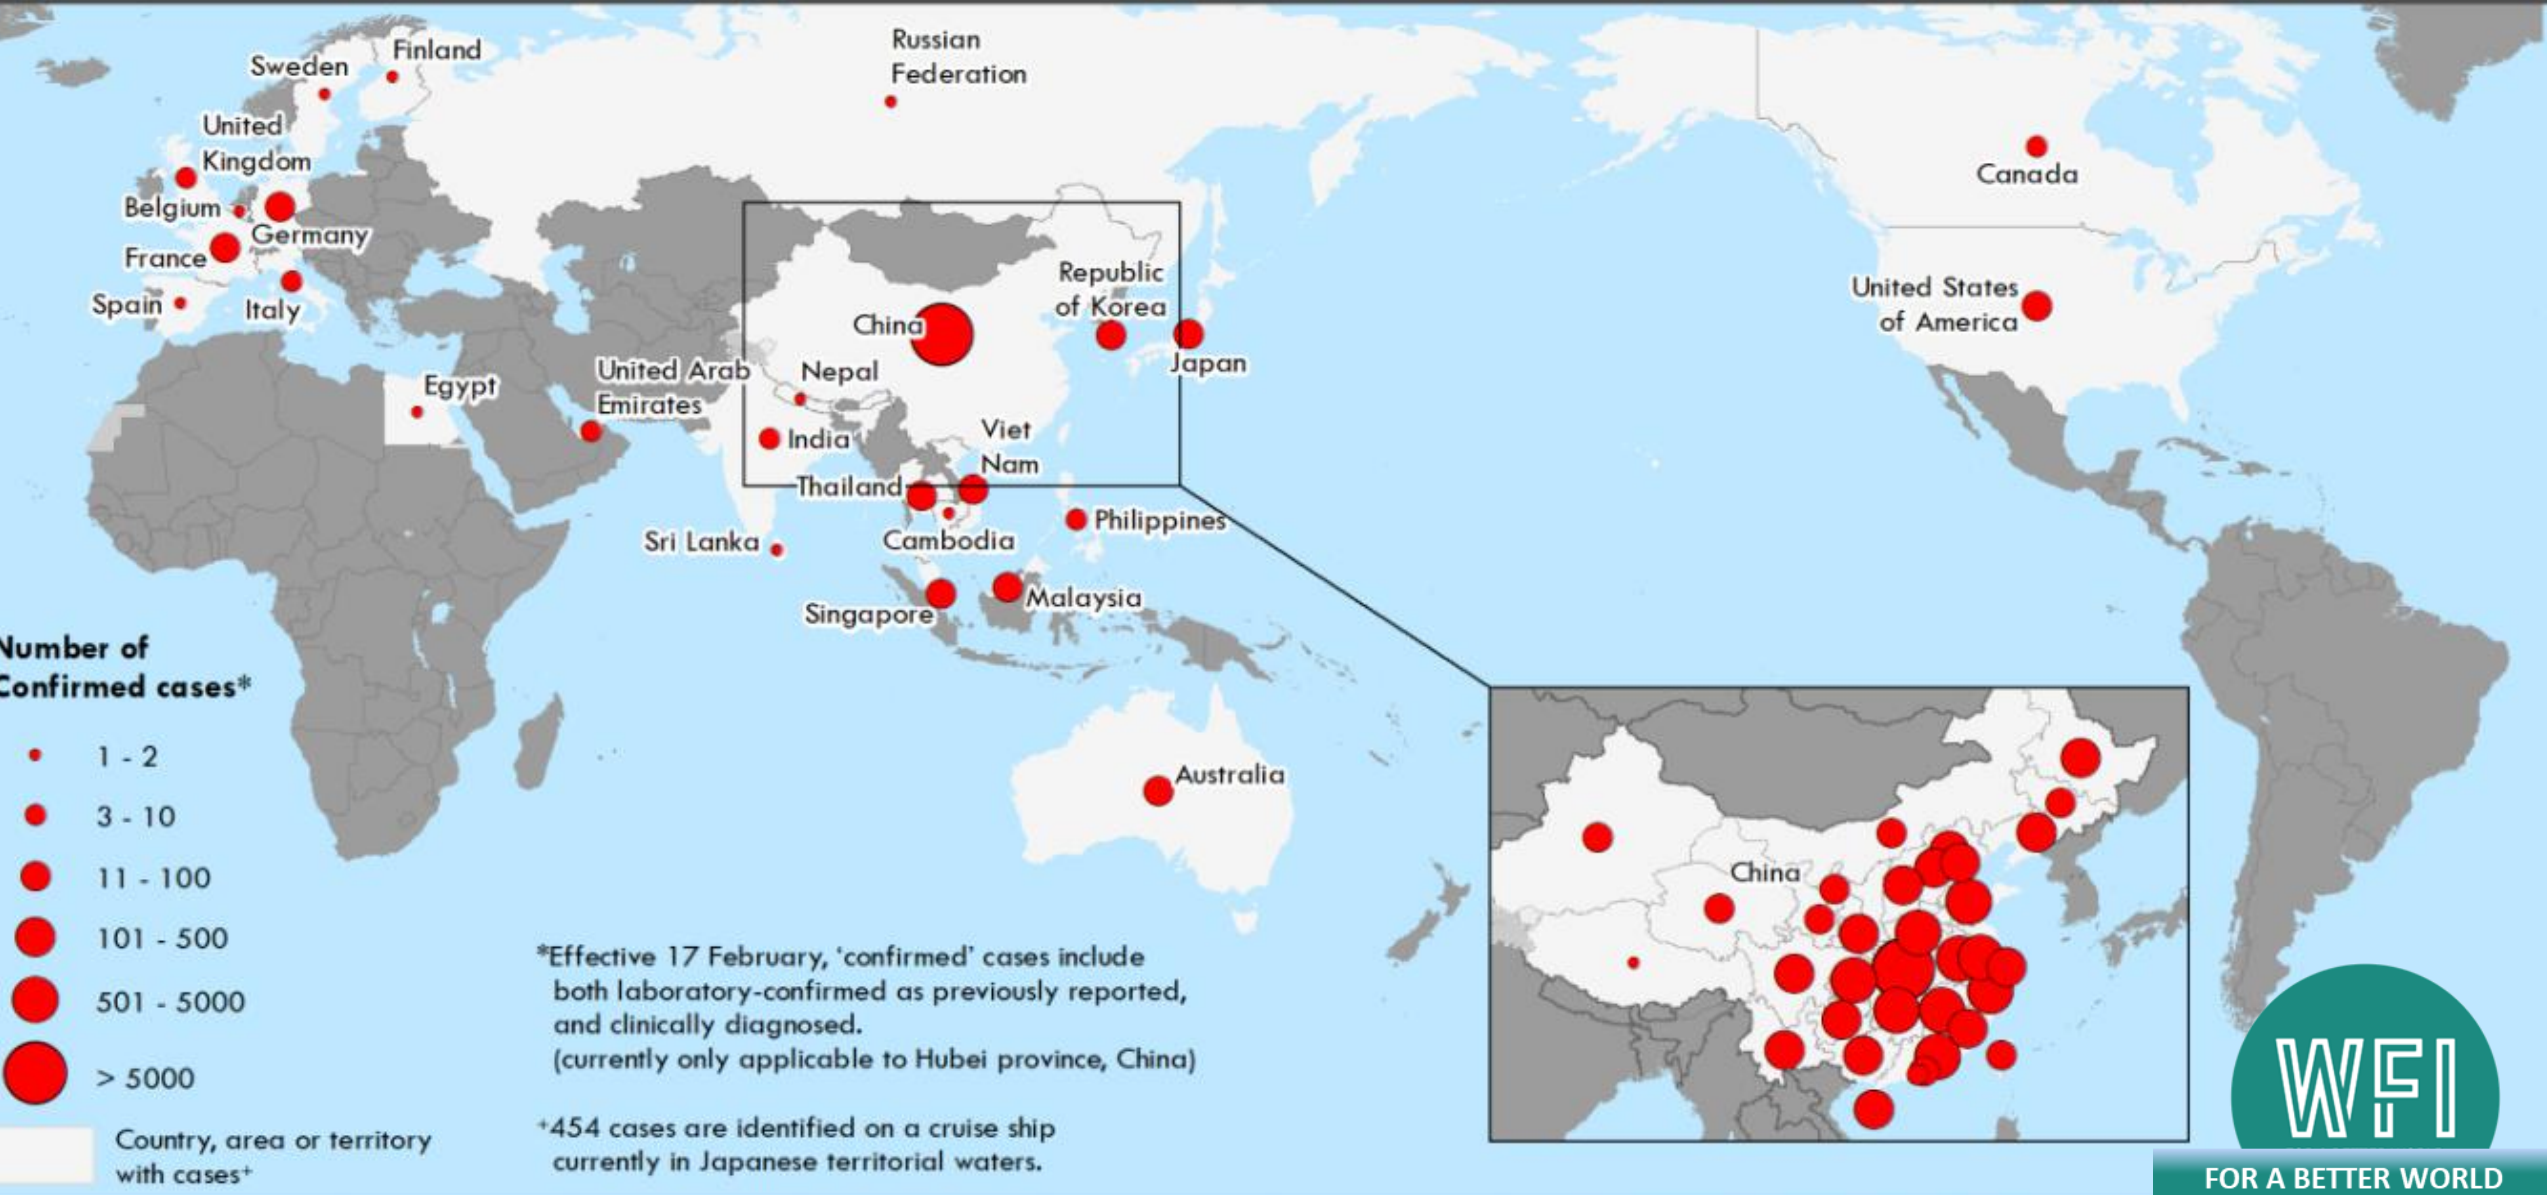 Finland
Sweden
Russian
Federation
United
Kingdom
Belgium
Germany
France
Spain
Italy
Canada
United States
of America
Republic
of Korea
China
Japan
Nepal
United Arab
Emirates
Egypt
India
Viet
Nam
Thailand
Philippines
Sri Lanka
Cambodia
Malaysia
Singapore
Australia
Number of
Confirmed cases*
1 - 2
3 - 10
11 - 100
101 - 500
501 - 5000
> 5000
Country, area or territory
with cases⁺
*Effective 17 February, ‘confirmed’ cases include
both laboratory-confirmed as previously reported,
and clinically diagnosed.
(currently only applicable to Hubei province, China)
⁺454 cases are identified on a cruise ship
currently in Japanese territorial waters.
China
WFI
FOR A BETTER WORLD